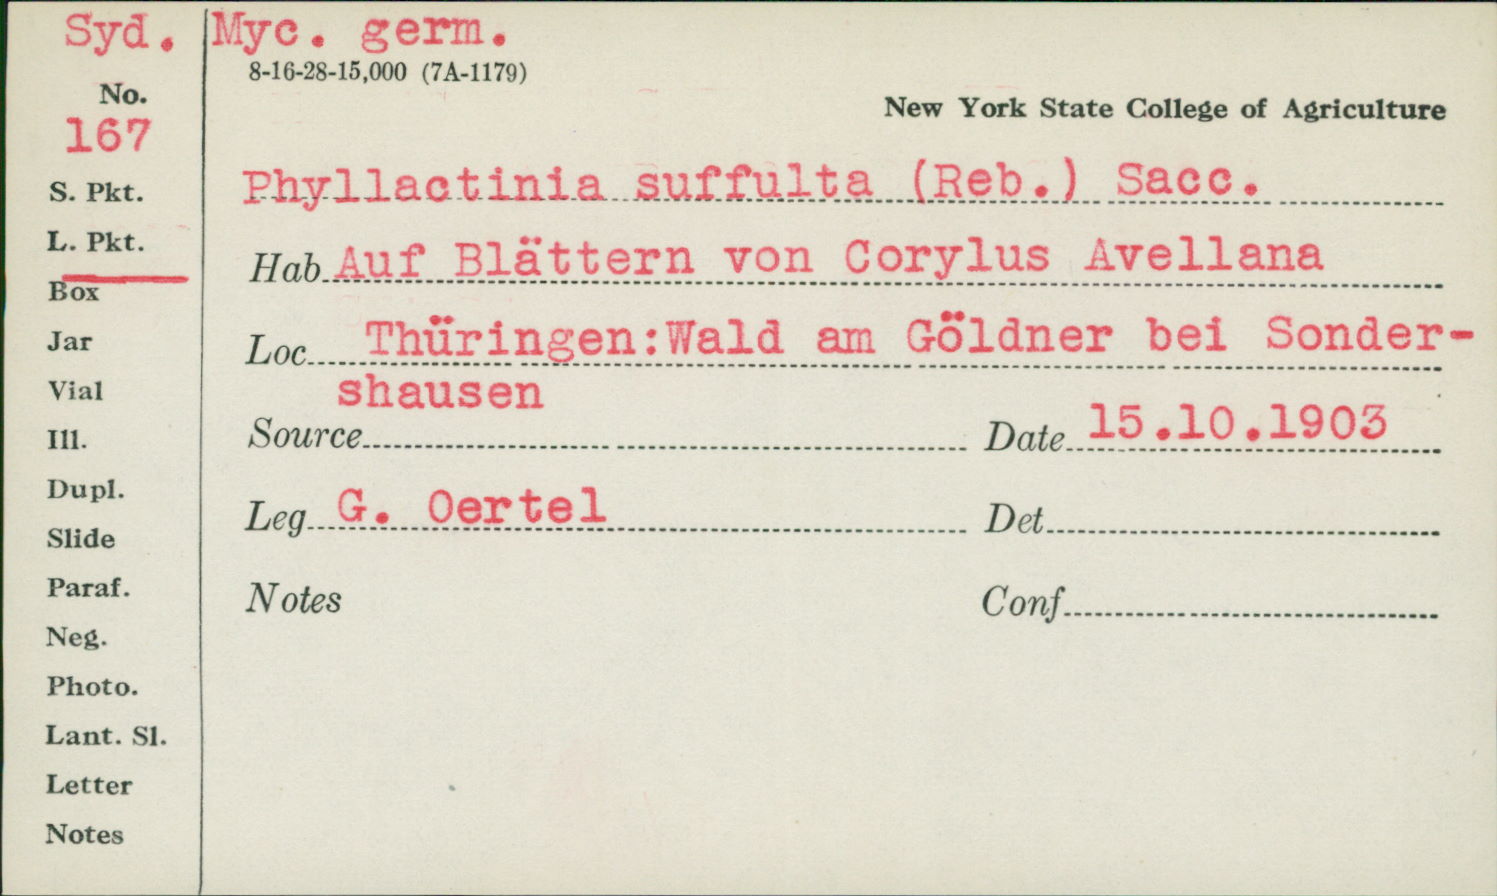 Syd. Myc. germ.
8-16-28-15,000 (7A-1179)
No.
167
New York State College of Agriculture
S. Pkt.
Phyllactinia suffulta (Reb.) Sacc.
L. Pkt.
Hab Auf Blättern von Corylus Avellana
Box
Jar
Loc Thüringen:Wald am Göldner bei Sonder-
shausen
Vial
Ill.
Source Date 15.10.1903
Dupl.
Leg G. Oertel Det
Slide
Paraf.
Notes Conf
Neg.
Photo.
Lant. Sl.
Letter
Notes